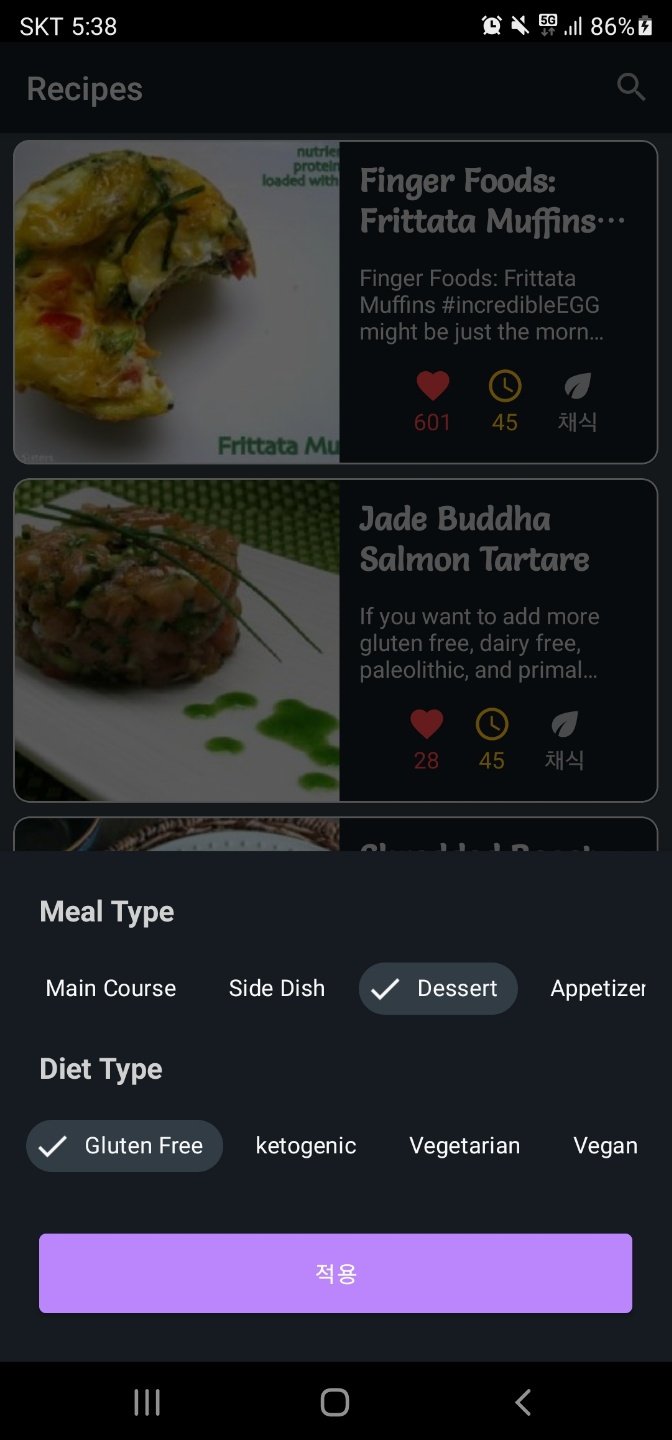 SKT 5:38
5G
86%
Recipes
nutrien
protein
loaded with
Frittata Mu
Finger Foods:
Frittata Muffins…
Finger Foods: Frittata
Muffins #incredibleEGG
might be just the morn…
601
45
채식
Jade Buddha
Salmon Tartare
If you want to add more
gluten free, dairy free,
paleolithic, and primal…
28
45
채식
Meal Type
Main Course
Side Dish
Dessert
Appetizer
Diet Type
Gluten Free
ketogenic
Vegetarian
Vegan
적용